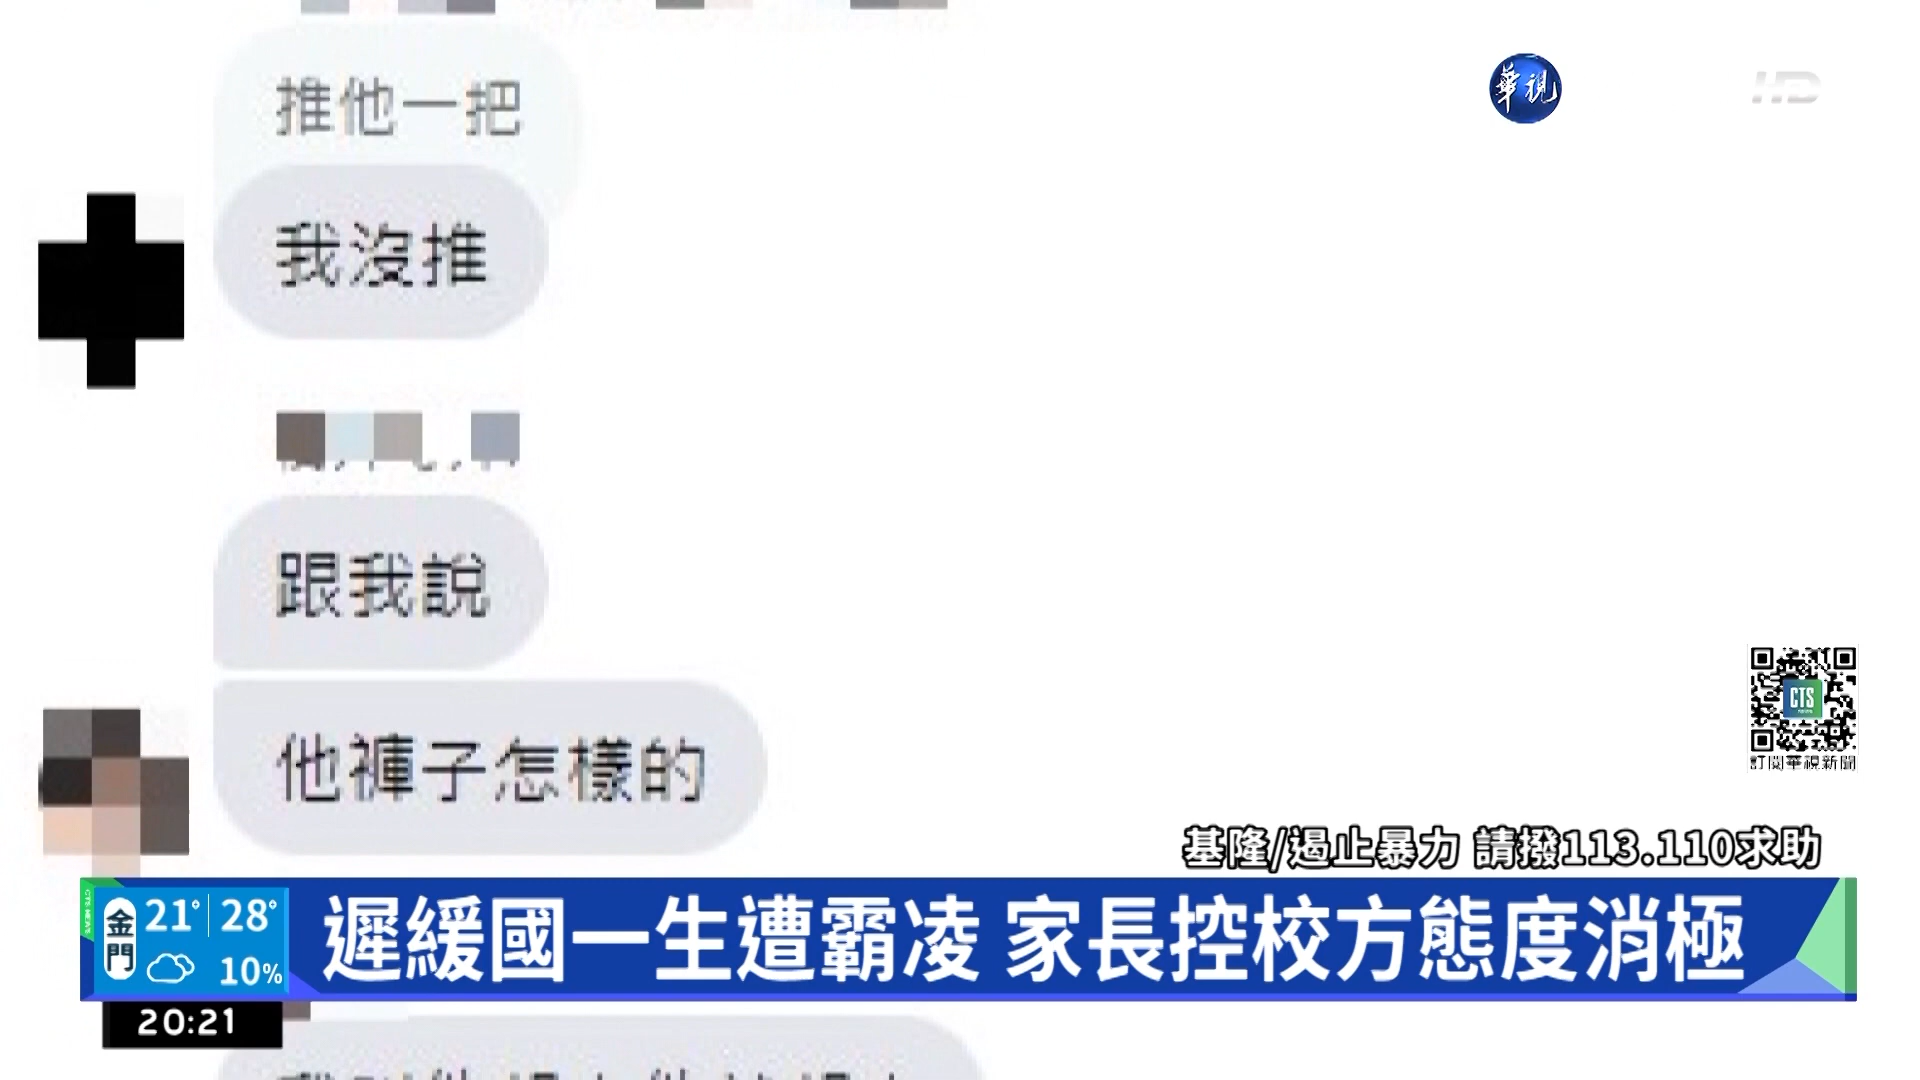 推他一把
華視
HD
我沒推
跟我說
他褲子怎樣的
CTS
訂閱華視新聞
基隆/遏止暴力 請撥113.110求助
金門
21° 28°
10%
遲緩國一生遭霸凌 家長控校方態度消極
20:21